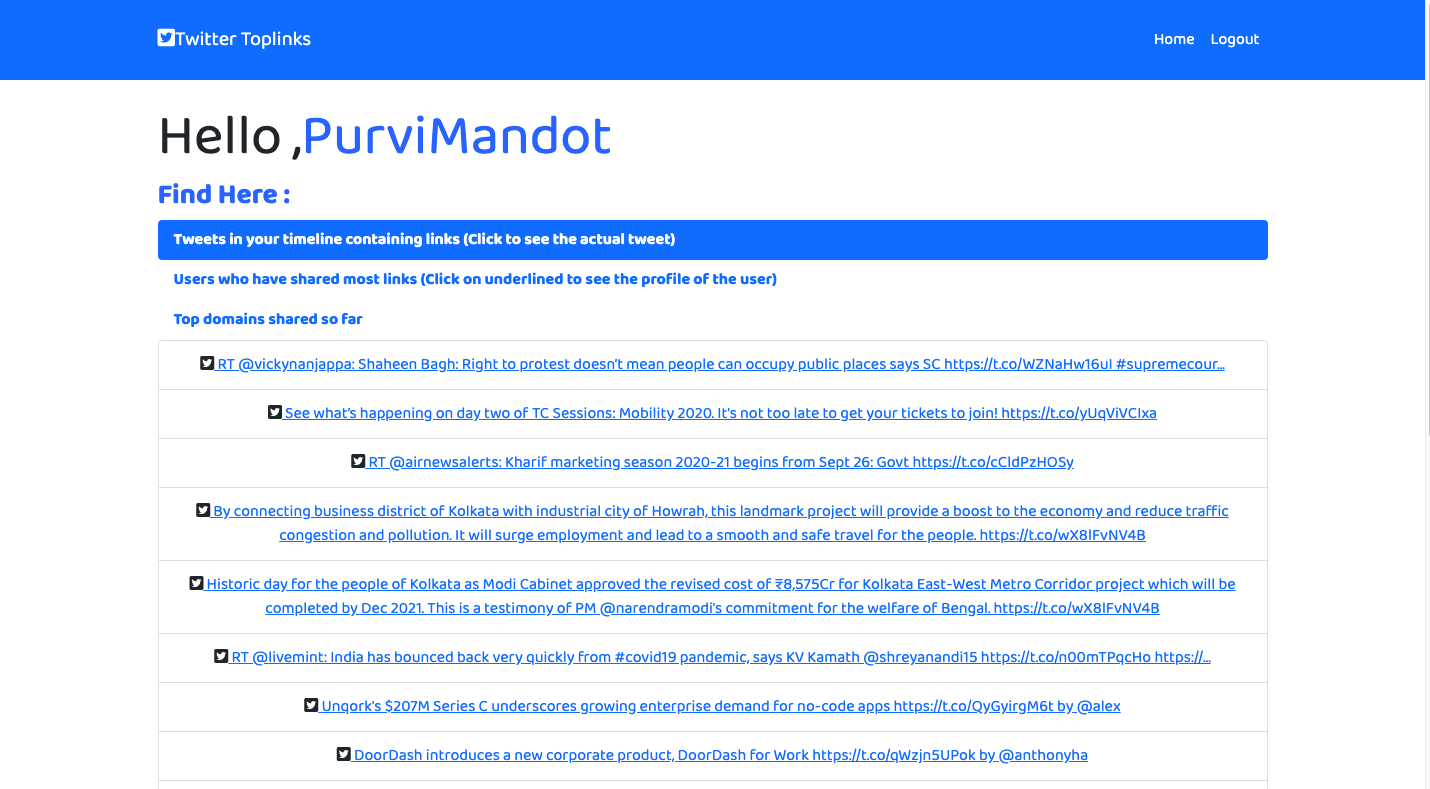 Twitter Toplinks
Home Logout
Hello ,PurviMandot
Find Here :
Tweets in your timeline containing links (Click to see the actual tweet)
Users who have shared most links (Click on underlined to see the profile of the user)
Top domains shared so far
RT @vickynanjappa: Shaheen Bagh: Right to protest doesn’t mean people can occupy public places says SC https://t.co/WZNaHw16ul #supremecour…
See what’s happening on day two of TC Sessions: Mobility 2020. It's not too late to get your tickets to join! https://t.co/yUqViVCIxa
RT @airnewsalerts: Kharif marketing season 2020-21 begins from Sept 26: Govt https://t.co/cCldPzHOSy
By connecting business district of Kolkata with industrial city of Howrah, this landmark project will provide a boost to the economy and reduce traffic
congestion and pollution. It will surge employment and lead to a smooth and safe travel for the people. https://t.co/wX8lFvNV4B
Historic day for the people of Kolkata as Modi Cabinet approved the revised cost of ₹8,575Cr for Kolkata East-West Metro Corridor project which will be
completed by Dec 2021. This is a testimony of PM @narendramodi's commitment for the welfare of Bengal. https://t.co/wX8lFvNV4B
RT @livemint: India has bounced back very quickly from #covid19 pandemic, says KV Kamath @shreyanandi15 https://t.co/n00mTPqcHo https://…
Unqork's $207M Series C underscores growing enterprise demand for no-code apps https://t.co/QyGyirgM6t by @alex
DoorDash introduces a new corporate product, DoorDash for Work https://t.co/qWzjn5UPok by @anthonyha